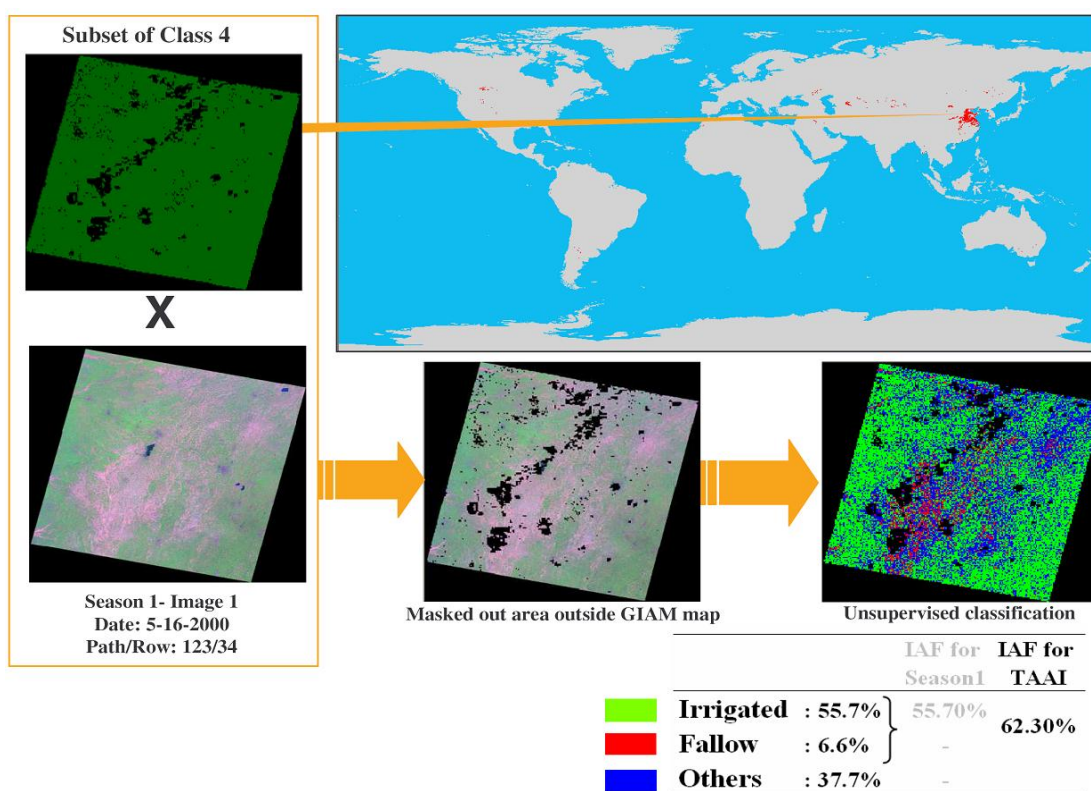 Subset of Class 4
X
Season 1- Image 1
Date: 5-16-2000
Path/Row: 123/34
Masked out area outside GIAM map
Unsupervised classification
IAF for IAF for
Season1 TAAI
Irrigated : 55.7% 55.70%
62.30%
Fallow : 6.6% -
Others : 37.7% -